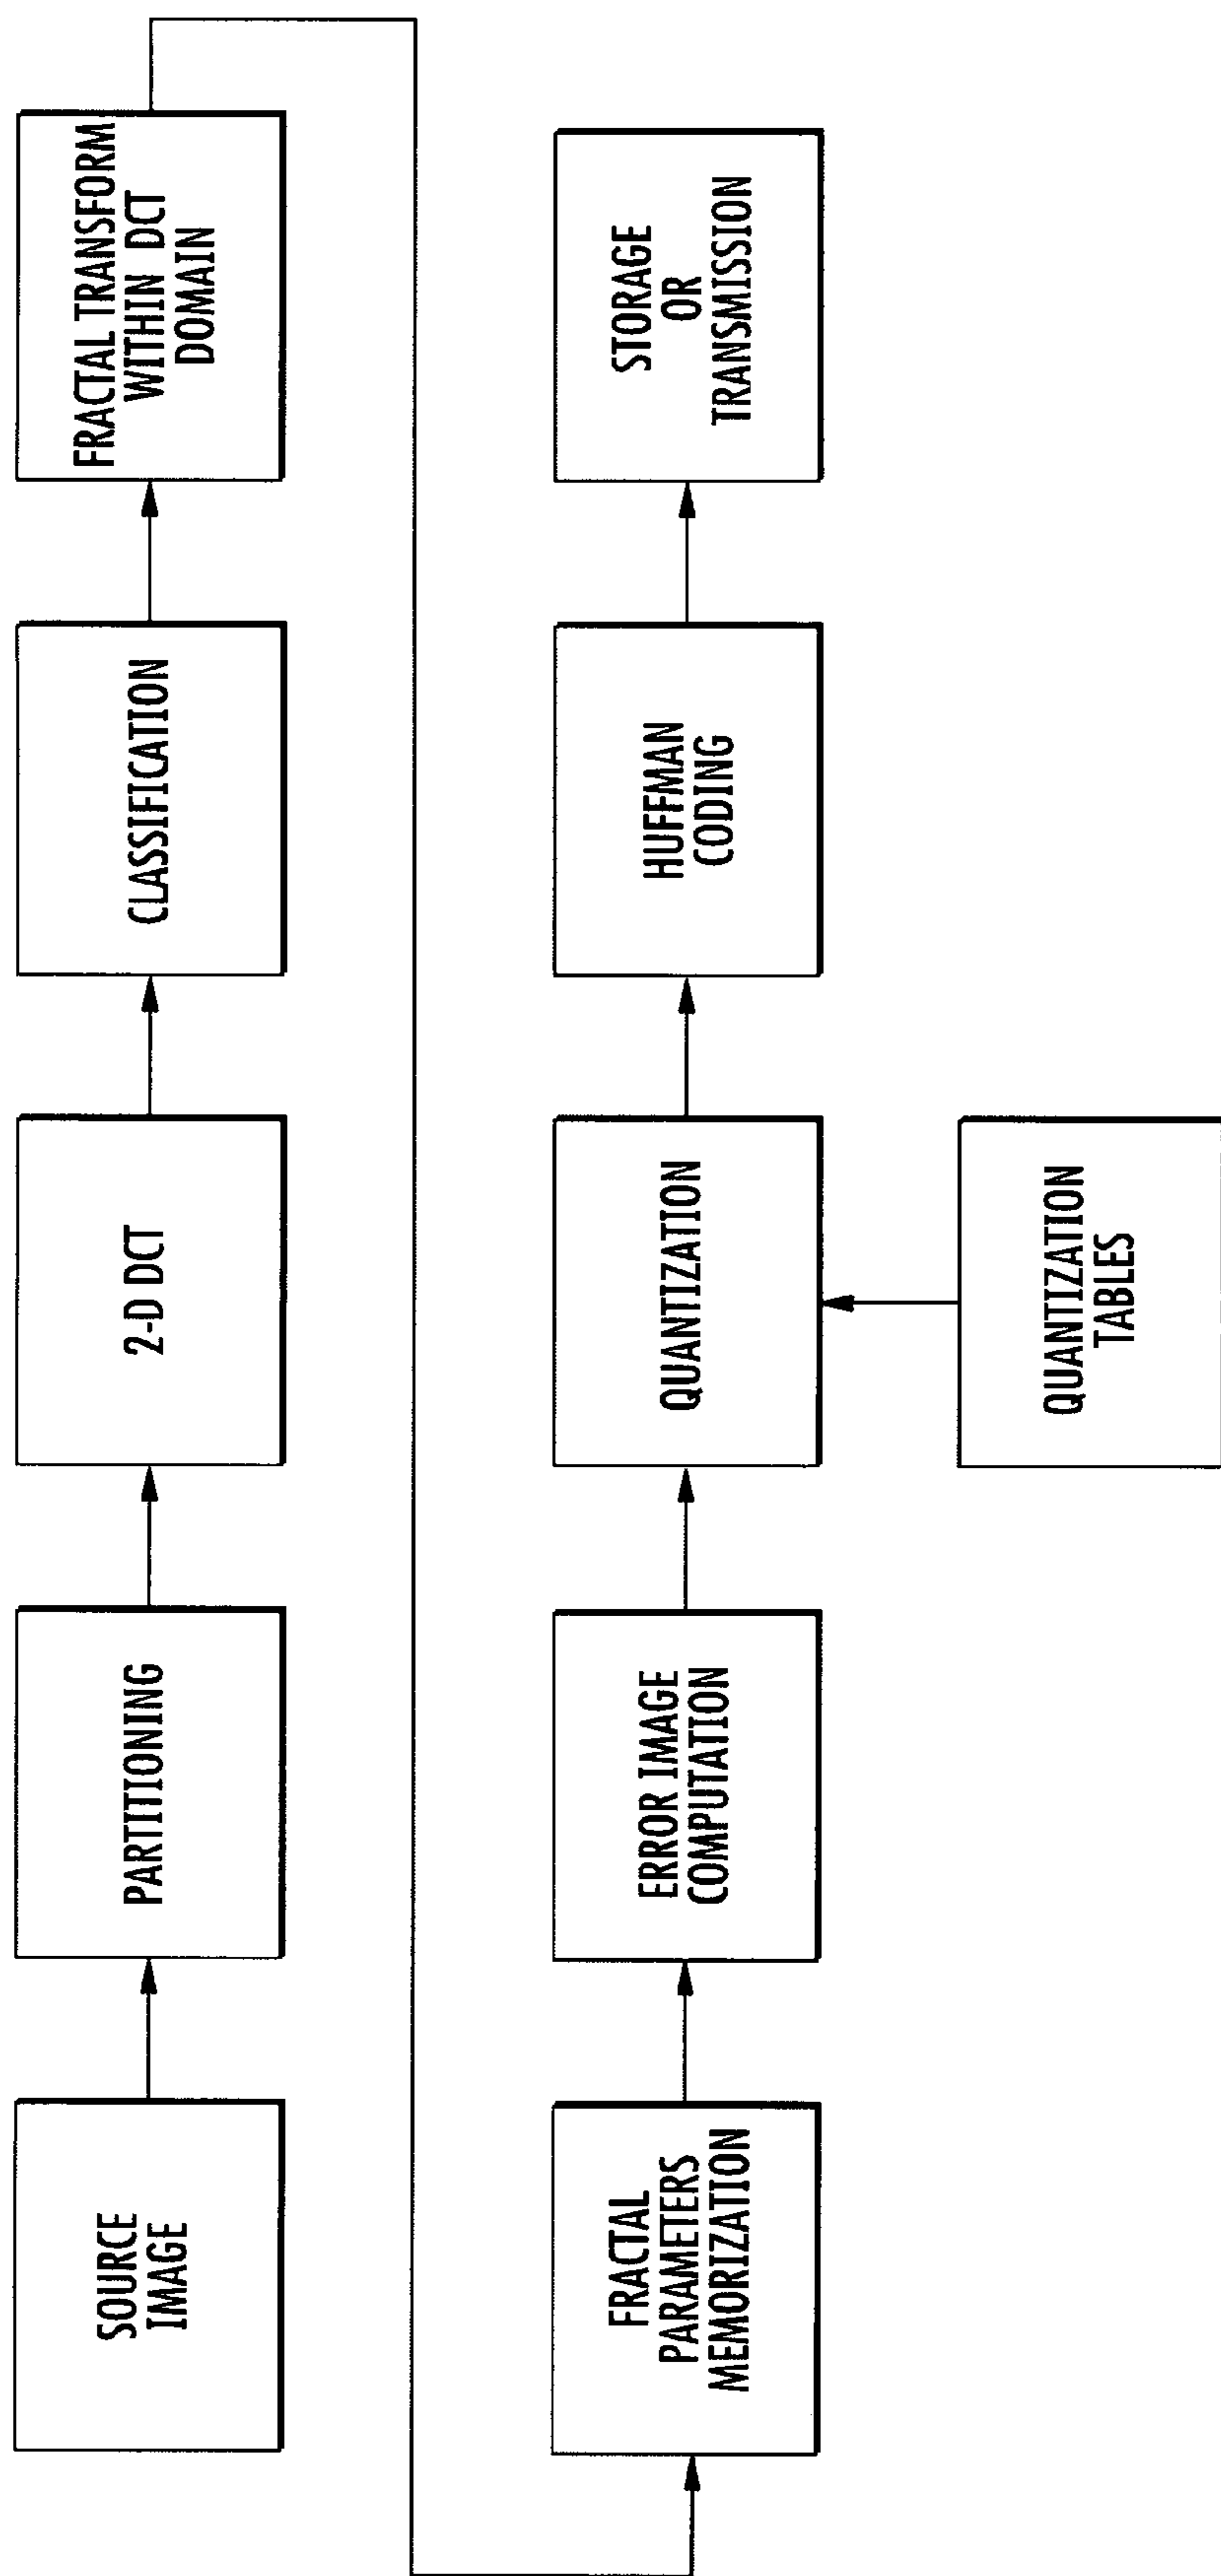 SOURCE
IMAGE
PARTITIONING
2-D DCT
CLASSIFICATION
FRACTAL TRANSFORM
WITHIN DCT
DOMAIN
FRACTAL
PARAMETERS
MEMORIZATION
ERROR IMAGE
COMPUTATION
QUANTIZATION
HUFFMAN
CODING
STORAGE
OR
TRANSMISSION
QUANTIZATION
TABLES